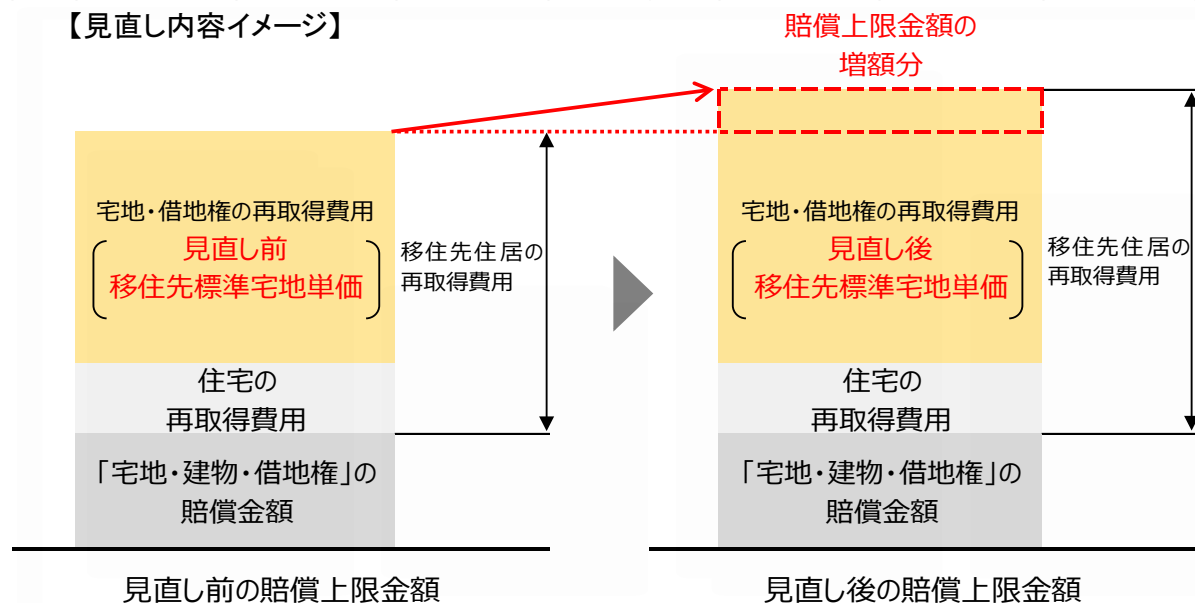 【見直し内容イメージ】
賠償上限金額の
増額分
宅地・借地権の再取得費用
見直し前
移住先標準宅地単価
移住先住居の
再取得費用
住宅の
再取得費用
「宅地・建物・借地権」の
賠償金額
見直し前の賠償上限金額
宅地・借地権の再取得費用
見直し後
移住先標準宅地単価
移住先住居の
再取得費用
住宅の
再取得費用
「宅地・建物・借地権」の
賠償金額
見直し後の賠償上限金額